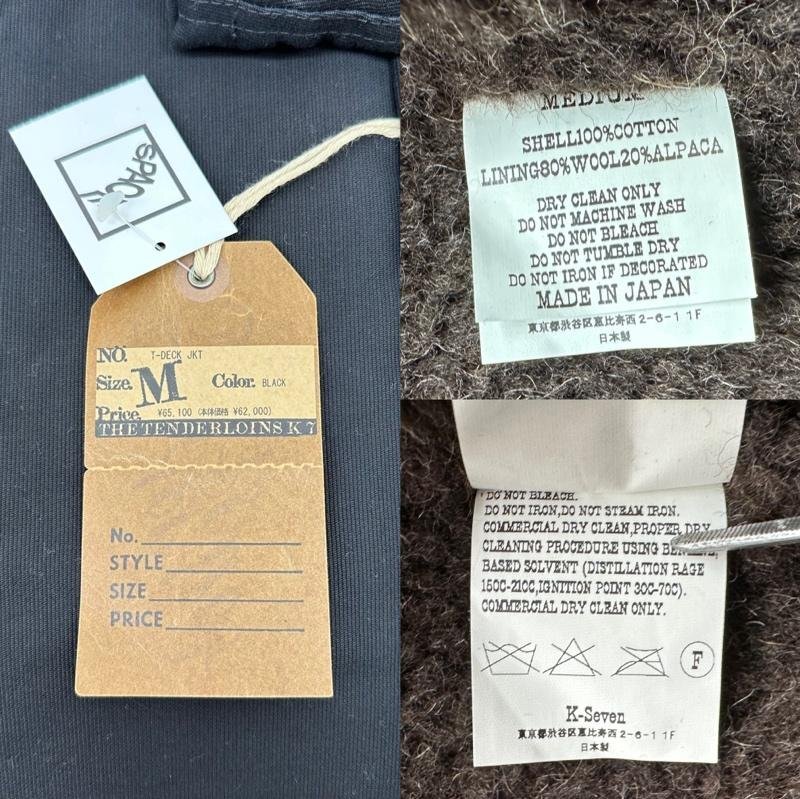 SPACE
NO. T-DECK JKT
Size. M Color. BLACK
Price. ¥65,100 (本体価格 ¥62,000)
THE TENDERLOINS K 7
No.
STYLE
SIZE
PRICE
MEDIUM
SHELL100%COTTON
LINING80%WOOL20%ALPACA
DRY CLEAN ONLY
DO NOT MACHINE WASH
DO NOT BLEACH
DO NOT TUMBLE DRY
DO NOT IRON IF DECORATED
MADE IN JAPAN
東京都渋谷区恵比寿西2-6-1 1F
日本製
DO NOT BLEACH.
DO NOT IRON,DO NOT STEAM IRON.
COMMERCIAL DRY CLEAN,PROPER DRY
CLEANING PROCEDURE USING
BASED SOLVENT (DISTILLATION RAGE
150C-210C,IGNITION POINT 30C-70C).
COMMERCIAL DRY CLEAN ONLY.
F
K-Seven
東京都渋谷区恵比寿西2-6-1 1F
日本製